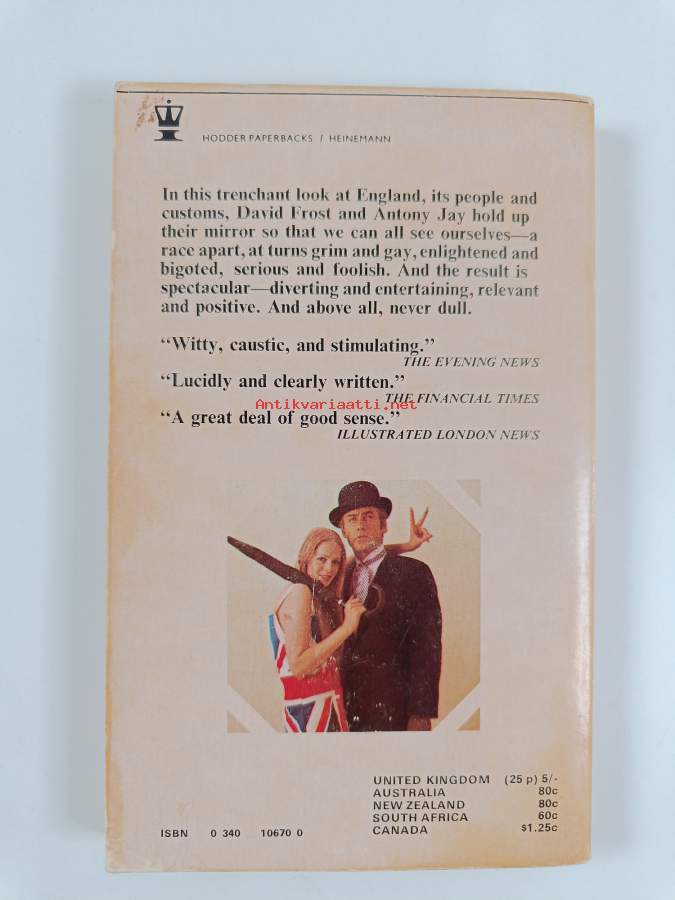 HODDER PAPERBACKS / HEINEMANN
In this trenchant look at England, its people and
customs, David Frost and Antony Jay hold up
their mirror so that we can all see ourselves—a
race apart, at turns grim and gay, enlightened and
bigoted, serious and foolish. And the result is
spectacular—diverting and entertaining, relevant
and positive. And above all, never dull.
“Witty, caustic, and stimulating.”
THE EVENING NEWS
“Lucidly and clearly written.”
THE FINANCIAL TIMES
Antikvariaatti.net
“A great deal of good sense.”
ILLUSTRATED LONDON NEWS
UNITED KINGDOM (25 p) 5/-
AUSTRALIA 80c
NEW ZEALAND 80c
SOUTH AFRICA 60c
CANADA $1.25c
ISBN 0 340 10670 0